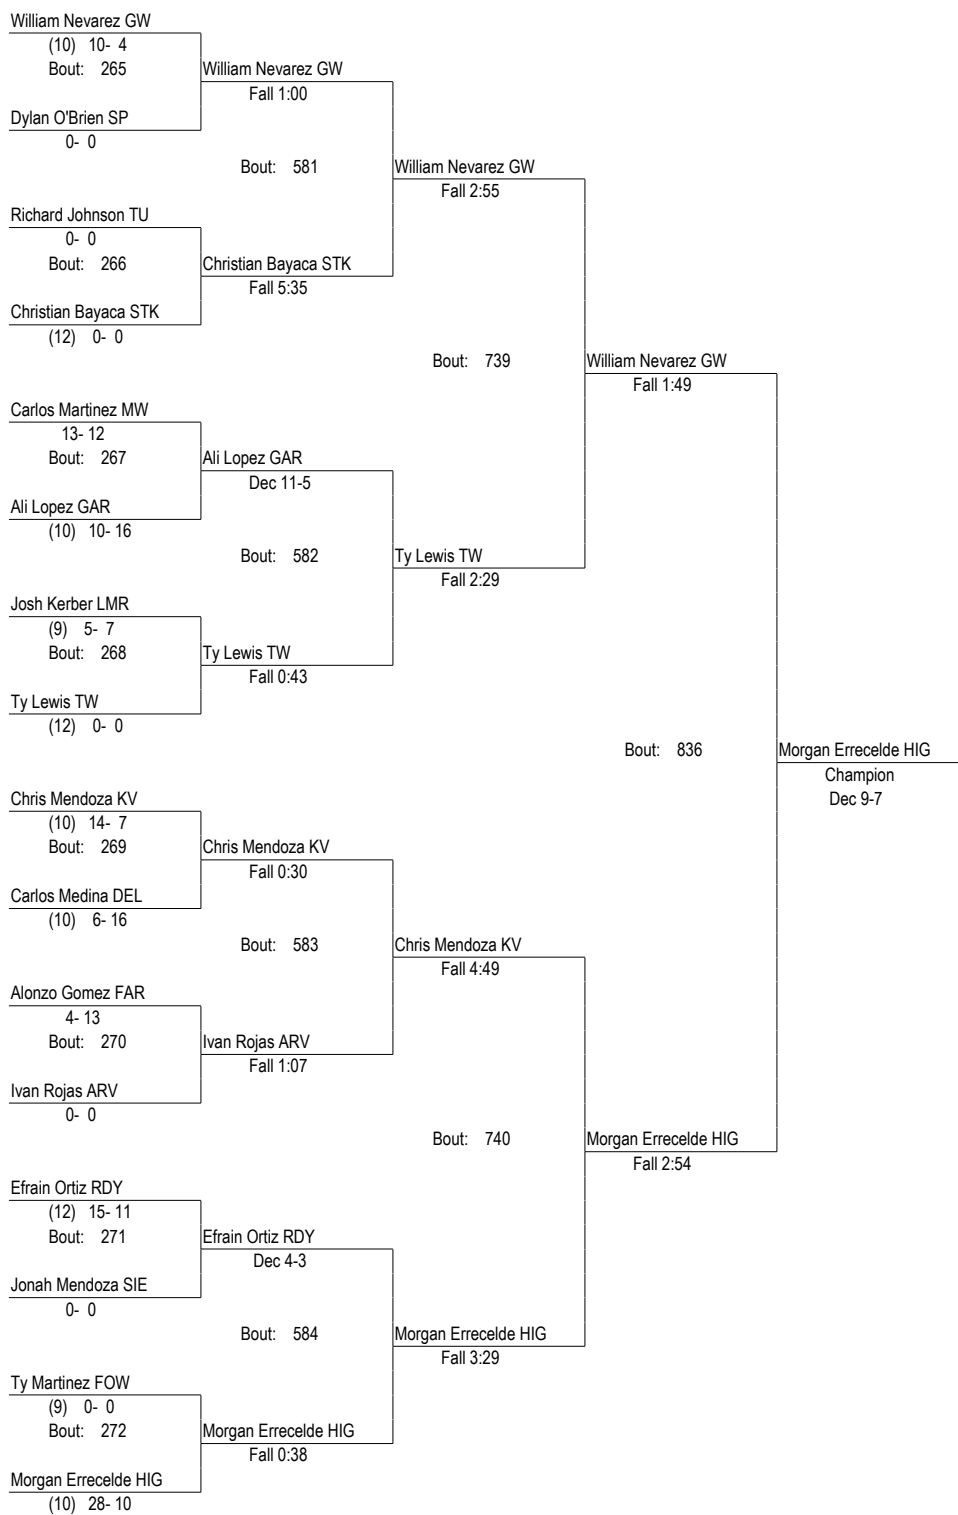 William Nevarez GW
(10) 10- 4
Bout: 265
William Nevarez GW
Fall 1:00
Dylan O'Brien SP
0- 0
Bout: 581
William Nevarez GW
Fall 2:55
Richard Johnson TU
0- 0
Bout: 266
Christian Bayaca STK
Fall 5:35
Christian Bayaca STK
(12) 0- 0
Bout: 739
William Nevarez GW
Fall 1:49
Carlos Martinez MW
13- 12
Bout: 267
Ali Lopez GAR
Dec 11-5
Ali Lopez GAR
(10) 10- 16
Bout: 582
Ty Lewis TW
Fall 2:29
Josh Kerber LMR
(9) 5- 7
Bout: 268
Ty Lewis TW
Fall 0:43
Ty Lewis TW
(12) 0- 0
Bout: 836
Morgan Errecelde HIG
Champion
Dec 9-7
Chris Mendoza KV
(10) 14- 7
Bout: 269
Chris Mendoza KV
Fall 0:30
Carlos Medina DEL
(10) 6- 16
Bout: 583
Chris Mendoza KV
Fall 4:49
Alonzo Gomez FAR
4- 13
Bout: 270
Ivan Rojas ARV
Fall 1:07
Ivan Rojas ARV
0- 0
Bout: 740
Morgan Errecelde HIG
Fall 2:54
Efrain Ortiz RDY
(12) 15- 11
Bout: 271
Efrain Ortiz RDY
Dec 4-3
Jonah Mendoza SIE
0- 0
Bout: 584
Morgan Errecelde HIG
Fall 3:29
Ty Martinez FOW
(9) 0- 0
Bout: 272
Morgan Errecelde HIG
Fall 0:38
Morgan Errecelde HIG
(10) 28- 10